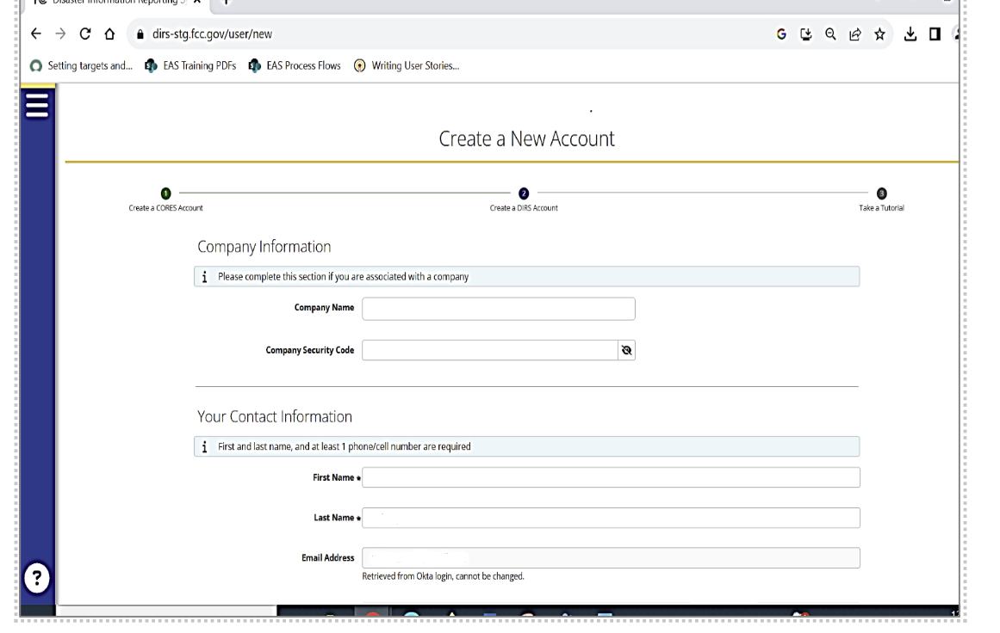 Disaster Information Reporting S
dirs-stg.fcc.gov/user/new
Setting targets and... EAS Training PDFs EAS Process Flows Writing User Stories...
Create a New Account
1 2 3
Create a CORES Account Create a DIRS Account Take a Tutorial
Company Information
i Please complete this section if you are associated with a company
Company Name
Company Security Code
Your Contact Information
i First and last name, and at least 1 phone/cell number are required
First Name *
Last Name *
Email Address
Retrieved from Okta login, cannot be changed.
?